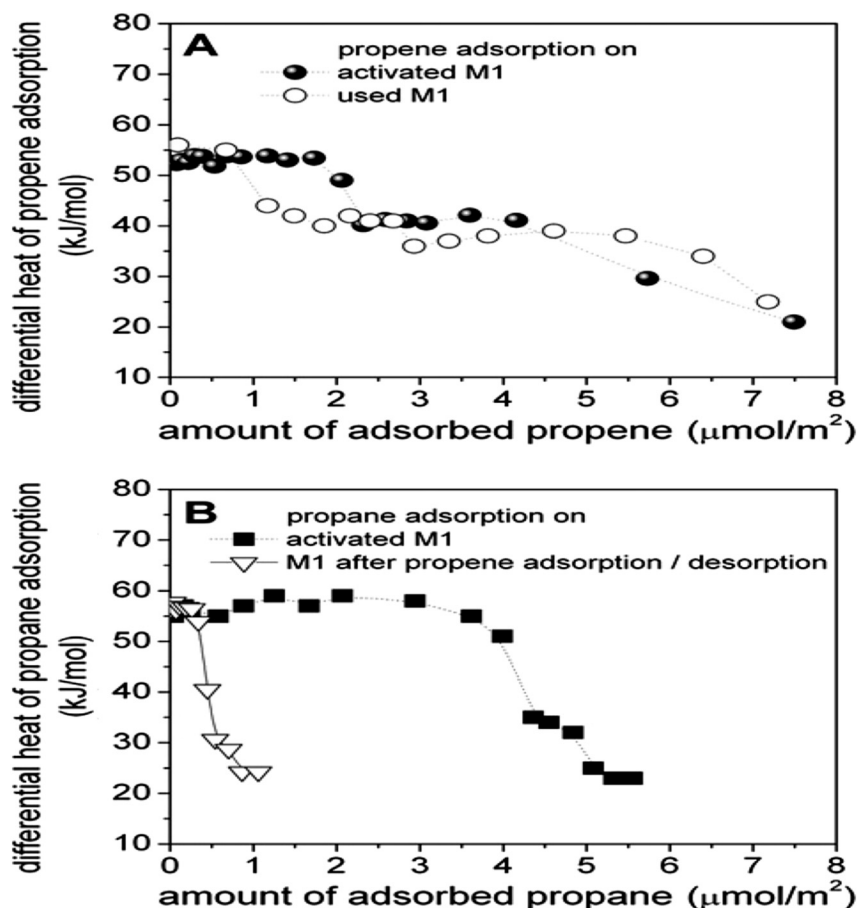 A
propene adsorption on
activated M1
used M1
differential heat of propene adsorption
(kJ/mol)
80
70
60
50
40
30
20
10
0 1 2 3 4 5 6 7 8
amount of adsorbed propene (μmol/m²)
B
propane adsorption on
activated M1
M1 after propene adsorption / desorption
differential heat of propane adsorption
(kJ/mol)
80
70
60
50
40
30
20
10
0 1 2 3 4 5 6 7 8
amount of adsorbed propane (μmol/m²)